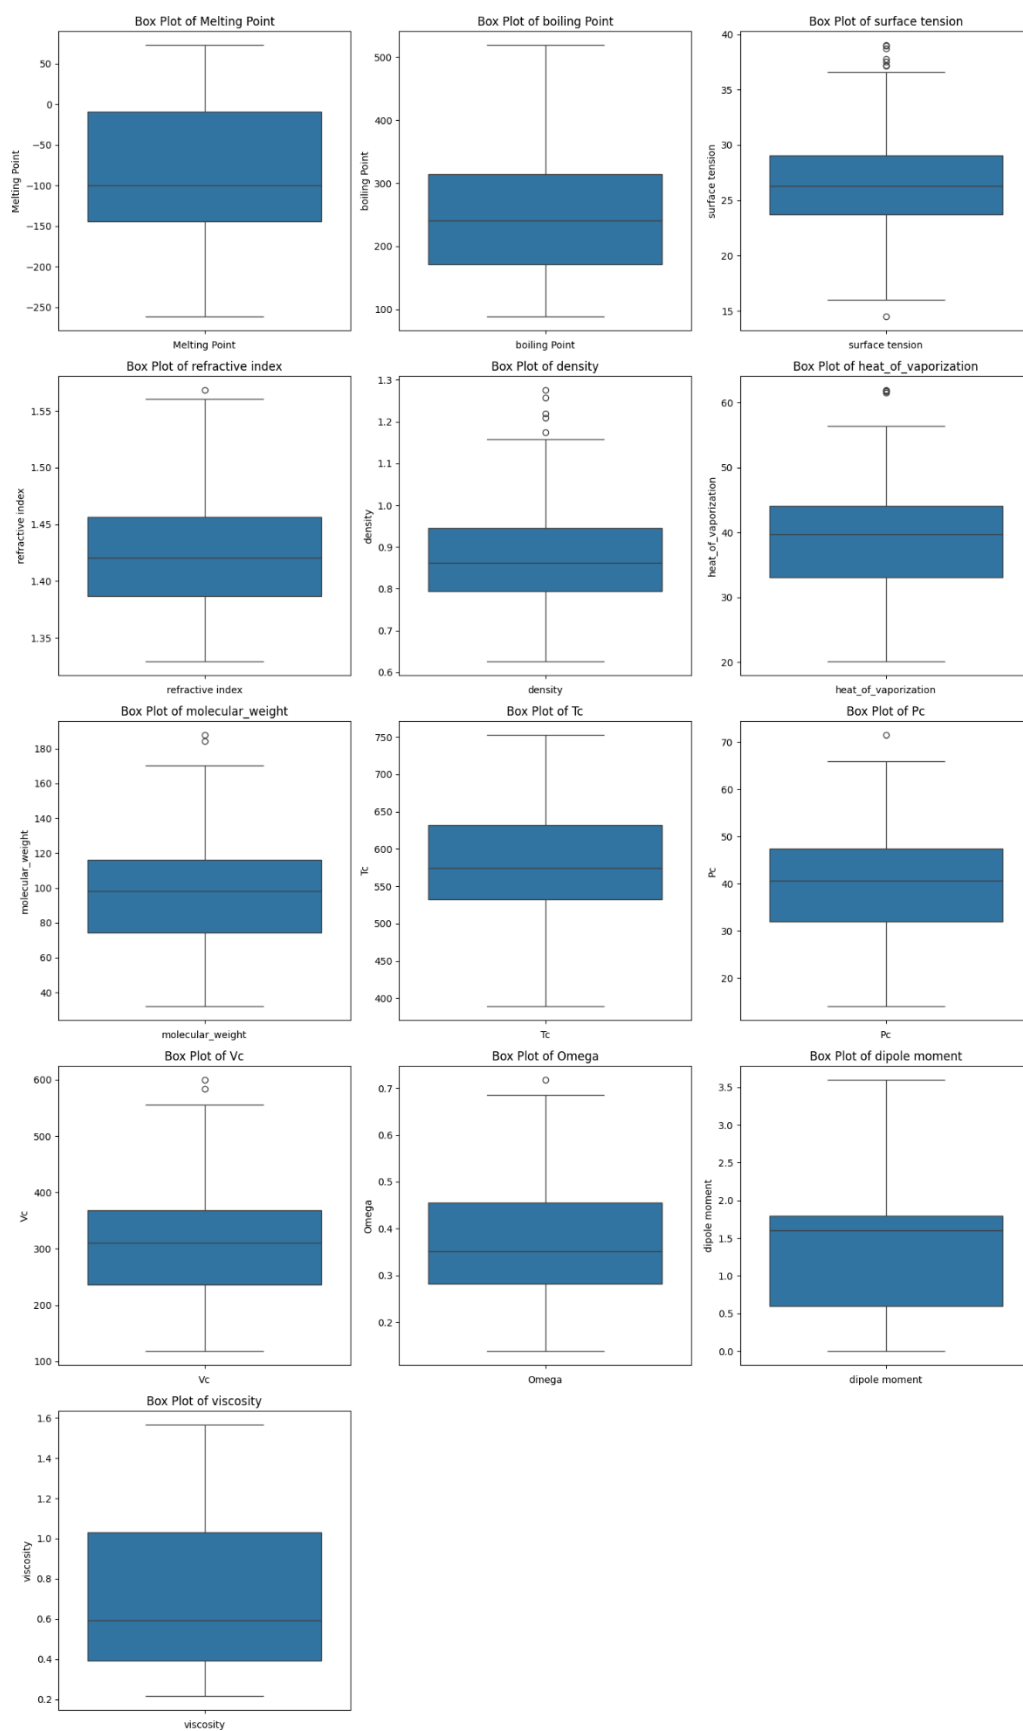 Box Plot of Melting Point
50
0
−50
−100
−150
−200
−250
Melting Point
Melting Point
Box Plot of boiling Point
500
400
300
200
100
boiling Point
boiling Point
Box Plot of surface tension
40
35
30
25
20
15
surface tension
surface tension
Box Plot of refractive index
1.55
1.50
1.45
1.40
1.35
refractive index
refractive index
Box Plot of density
1.3
1.2
1.1
1.0
0.9
0.8
0.7
0.6
density
density
Box Plot of heat_of_vaporization
60
50
40
30
20
heat_of_vaporization
heat_of_vaporization
Box Plot of molecular_weight
180
160
140
120
100
80
60
40
molecular_weight
molecular_weight
Box Plot of Tc
750
700
650
600
550
500
450
400
Tc
Tc
Box Plot of Pc
70
60
50
40
30
20
Pc
Pc
Box Plot of Vc
600
500
400
300
200
100
Vc
Vc
Box Plot of Omega
0.7
0.6
0.5
0.4
0.3
0.2
Omega
Omega
Box Plot of dipole moment
3.5
3.0
2.5
2.0
1.5
1.0
0.5
0.0
dipole moment
dipole moment
Box Plot of viscosity
1.6
1.4
1.2
1.0
0.8
0.6
0.4
0.2
viscosity
viscosity